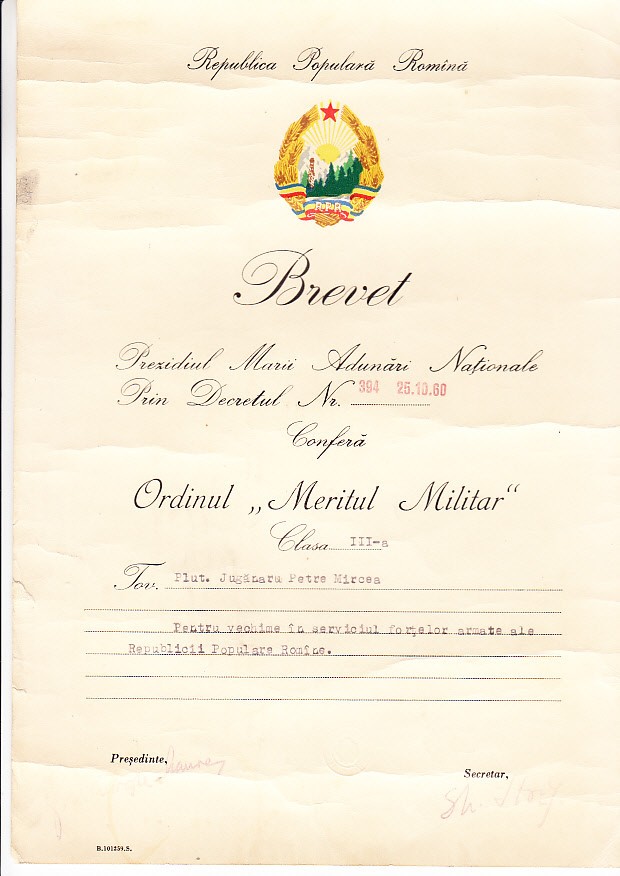 Republica Populară Romînă
R.P.R.
Brevet
Prezidiul Marii Adunări Naționale
Prin Decretul Nr. 394 25.10.60
Conferă
Ordinul „Meritul Militar“
Clasa III-a
Tov. Plut. Jugănaru Petre Mircea
Pentru vechime în serviciul forțelor armate ale
Republicii Populare Romîne.
Președinte,
Secretar,
B.101259.S.